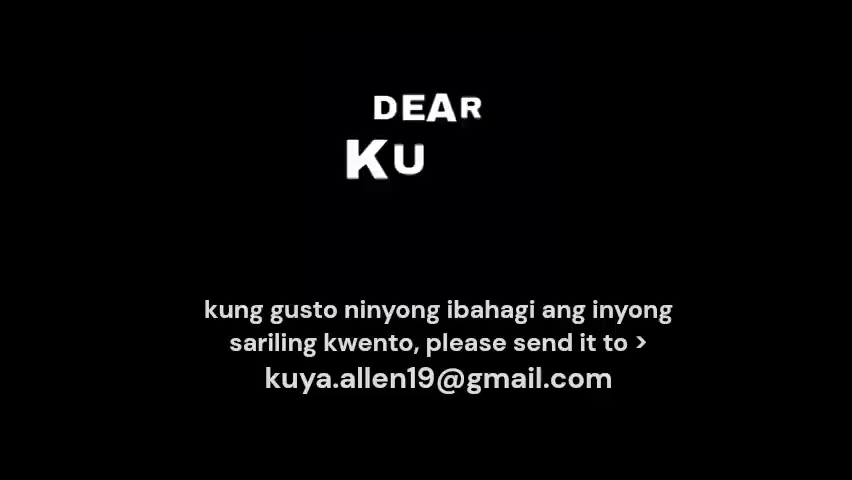 DEAR
KU
kung gusto ninyong ibahagi ang inyong
sariling kwento, please send it to >
kuya.allen19@gmail.com